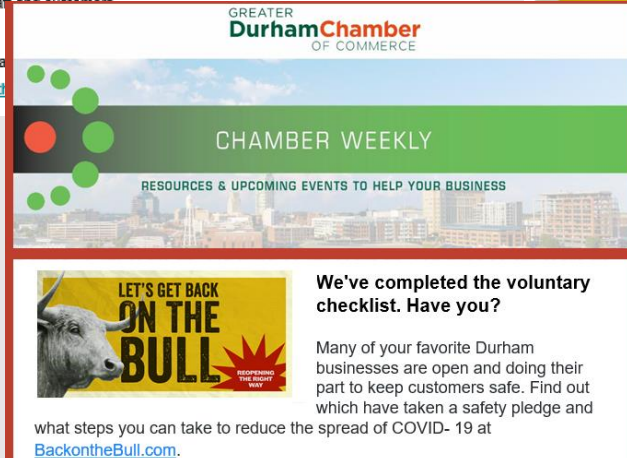 GREATER
DurhamChamber
OF COMMERCE
CHAMBER WEEKLY
RESOURCES & UPCOMING EVENTS TO HELP YOUR BUSINESS
LET'S GET BACK
ON THE
BULL
REOPENING
THE RIGHT
WAY
We've completed the voluntary
checklist. Have you?
Many of your favorite Durham
businesses are open and doing their
part to keep customers safe. Find out
which have taken a safety pledge and
what steps you can take to reduce the spread of COVID- 19 at
BackontheBull.com.